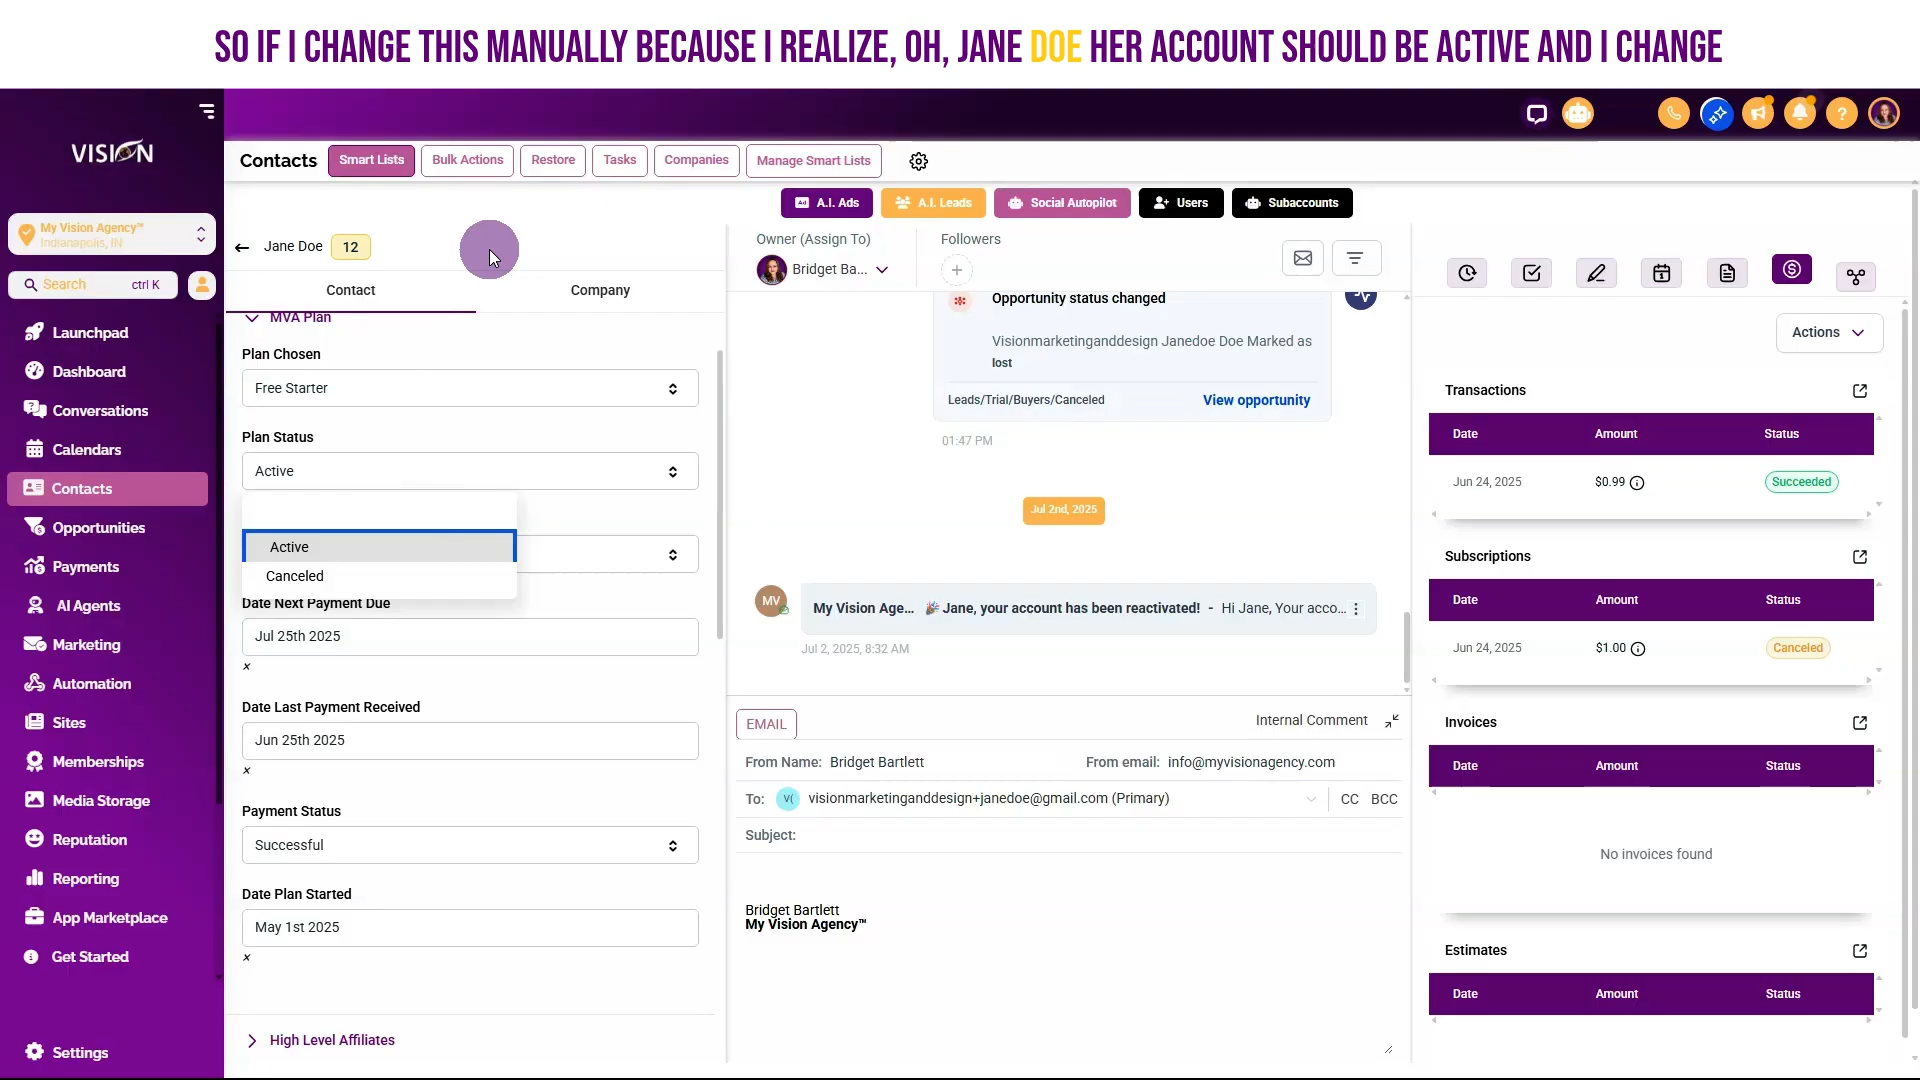 SO IF I CHANGE THIS MANUALLY BECAUSE I REALIZE, OH, JANE DOE HER ACCOUNT SHOULD BE ACTIVE AND I CHANGE
VISION
My Vision Agency™
Indianapolis, IN
Search ctrl K
Launchpad
Dashboard
Conversations
Calendars
Contacts
Opportunities
Payments
AI Agents
Marketing
Automation
Sites
Memberships
Media Storage
Reputation
Reporting
App Marketplace
Get Started
Settings
Contacts Smart Lists Bulk Actions Restore Tasks Companies Manage Smart Lists
Ad A.I. Ads A.I. Leads Social Autopilot Users Subaccounts
Jane Doe 12
Contact Company
MVA Plan
Plan Chosen
Free Starter
Plan Status
Active
Active
Canceled
Date Next Payment Due
Jul 25th 2025
x
Date Last Payment Received
Jun 25th 2025
x
Payment Status
Successful
Date Plan Started
May 1st 2025
x
High Level Affiliates
Owner (Assign To) Followers
Bridget Ba...
Opportunity status changed
Visionmarketinganddesign Janedoe Doe Marked as
lost
Leads/Trial/Buyers/Canceled View opportunity
01:47 PM
Jul 2nd, 2025
MV My Vision Age... 🎉 Jane, your account has been reactivated! - Hi Jane, Your acco...
Jul 2, 2025, 8:32 AM
EMAIL Internal Comment
From Name: Bridget Bartlett From email: info@myvisionagency.com
To: V( visionmarketinganddesign+janedoe@gmail.com (Primary) CC BCC
Subject:
Bridget Bartlett
My Vision Agency™
Actions
Transactions
Date Amount Status
Jun 24, 2025 $0.99 Succeeded
Subscriptions
Date Amount Status
Jun 24, 2025 $1.00 Canceled
Invoices
Date Amount Status
No invoices found
Estimates
Date Amount Status